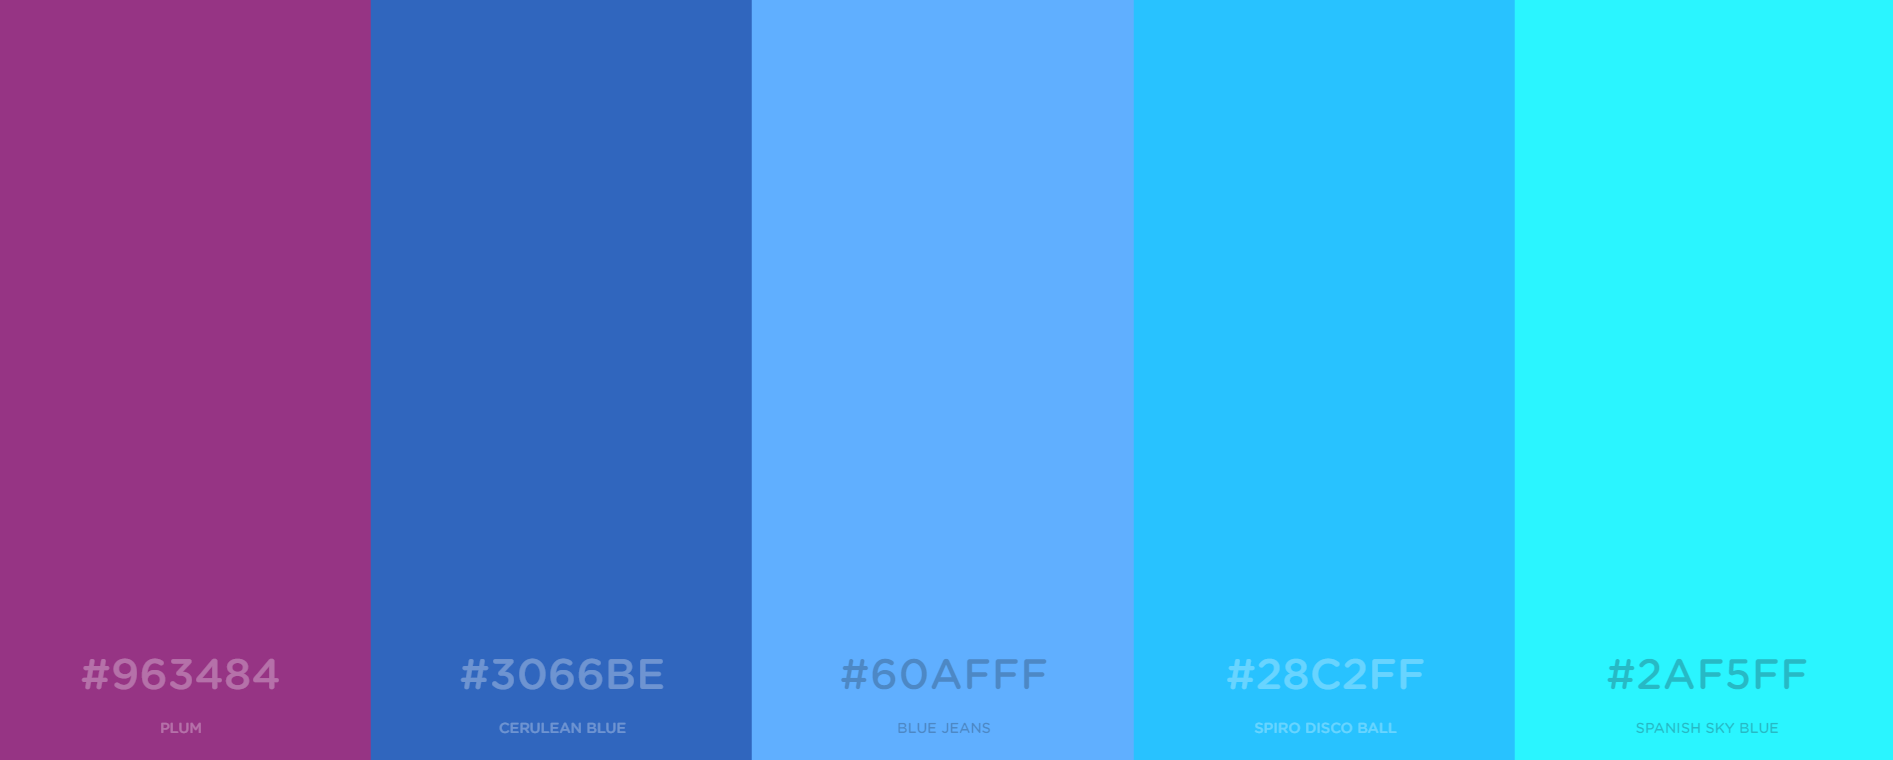 #963484
PLUM
#3066BE
CERULEAN BLUE
#60AFFF
BLUE JEANS
#28C2FF
SPIRO DISCO BALL
#2AF5FF
SPANISH SKY BLUE